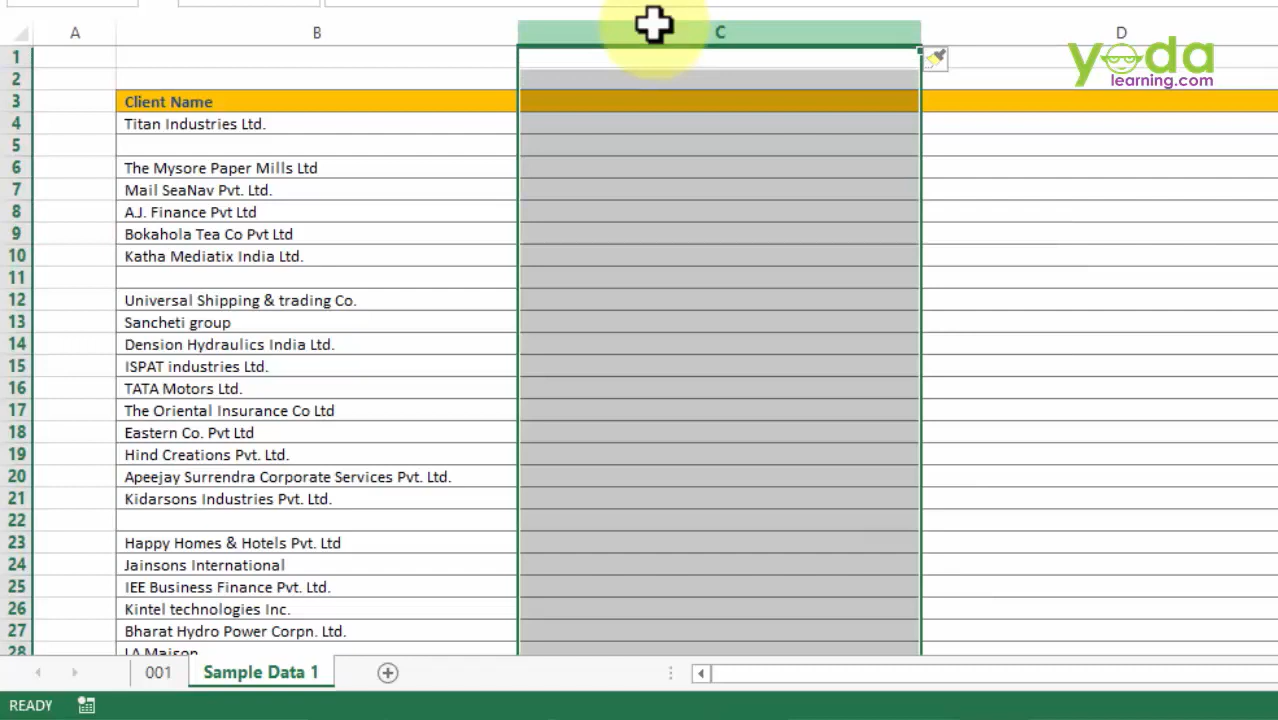 A B C D
yoda
learning.com
1
2
3 Client Name
4 Titan Industries Ltd.
5
6 The Mysore Paper Mills Ltd
7 Mail SeaNav Pvt. Ltd.
8 A.J. Finance Pvt Ltd
9 Bokahola Tea Co Pvt Ltd
10 Katha Mediatix India Ltd.
11
12 Universal Shipping & trading Co.
13 Sancheti group
14 Dension Hydraulics India Ltd.
15 ISPAT industries Ltd.
16 TATA Motors Ltd.
17 The Oriental Insurance Co Ltd
18 Eastern Co. Pvt Ltd
19 Hind Creations Pvt. Ltd.
20 Apeejay Surrendra Corporate Services Pvt. Ltd.
21 Kidarsons Industries Pvt. Ltd.
22
23 Happy Homes & Hotels Pvt. Ltd
24 Jainsons International
25 IEE Business Finance Pvt. Ltd.
26 Kintel technologies Inc.
27 Bharat Hydro Power Corpn. Ltd.
28 LA Maison
001 Sample Data 1
READY